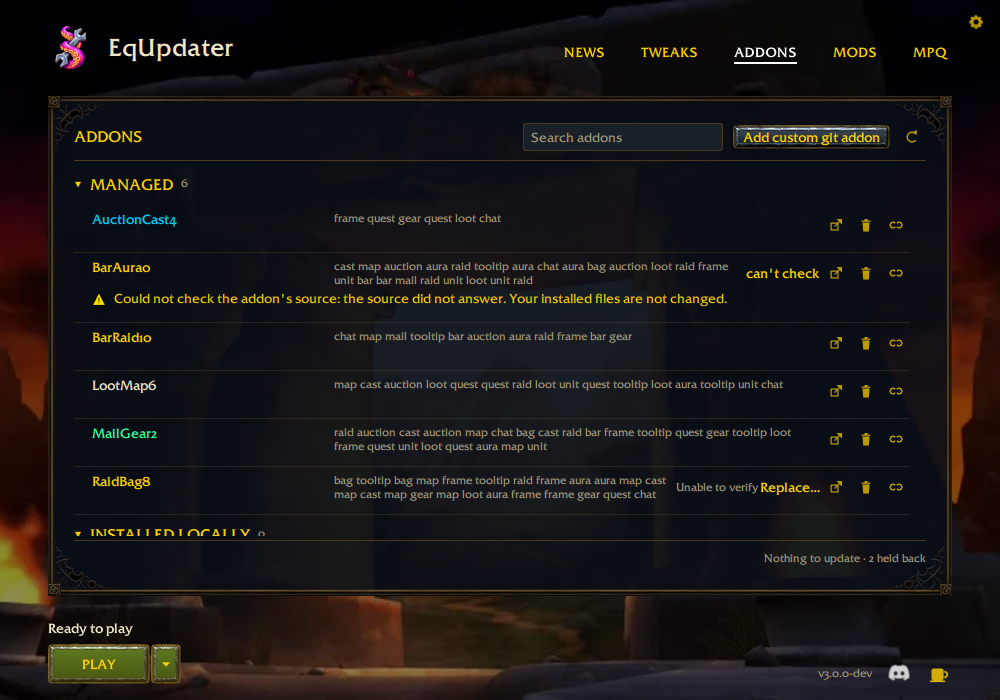 EqUpdater
NEWS TWEAKS ADDONS MODS MPQ
ADDONS
Search addons
Add custom git addon
MANAGED 6
AuctionCast4
frame quest gear quest loot chat
BarAura0
cast map auction aura raid tooltip aura chat aura bag auction loot raid frame
unit bar bar mail raid unit loot unit raid
can't check
Could not check the addon's source: the source did not answer. Your installed files are not changed.
BarRaid10
chat map mail tooltip bar auction aura raid frame bar gear
LootMap6
map cast auction loot quest quest raid loot unit quest tooltip loot aura tooltip unit chat
MailGear2
raid auction cast auction map chat bag cast raid bar frame tooltip quest gear tooltip loot
frame quest unit loot quest aura map unit
RaidBag8
bag tooltip bag map frame tooltip raid frame aura aura map cast
map cast map gear map loot aura frame frame gear quest chat
Unable to verify Replace...
INSTALLED LOCALLY 0
Nothing to update · 2 held back
Ready to play
PLAY
v3.0.0-dev